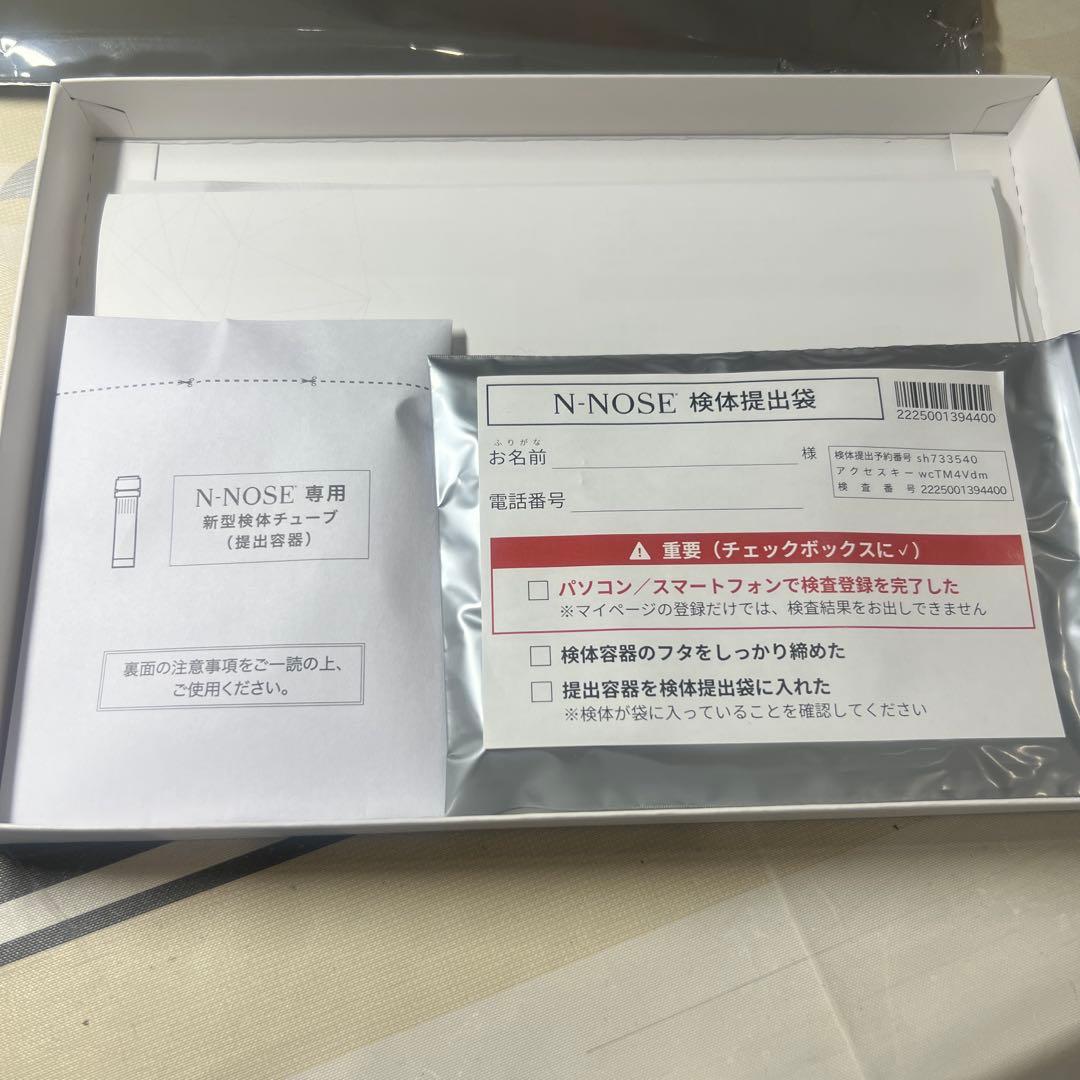 N-NOSE 専用
新型検体チューブ
(提出容器)
裏面の注意事項をご一読の上、
ご使用ください。
N-NOSE® 検体提出袋
2225001394400
ふりがな
お名前 様
電話番号
検体提出予約番号 sh733540
アクセスキー wcTM4Vdm
検査番号 2225001394400
重要(チェックボックスに✓)
パソコン/スマートフォンで検査登録を完了した
※マイページの登録だけでは、検査結果をお出しできません
検体容器のフタをしっかり締めた
提出容器を検体提出袋に入れた
※検体が袋に入っていることを確認してください